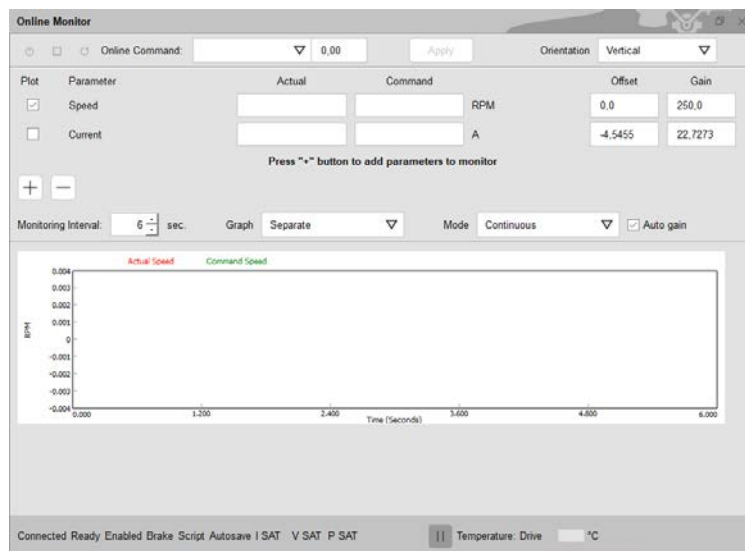 Online Monitor
Online Command: 0,00 Apply Orientation Vertical
Plot Parameter Actual Command Offset Gain
Speed RPM 0,0 250,0
Current A -4,5455 22,7273
Press "+" button to add parameters to monitor
Monitoring Interval: 6 sec. Graph Separate Mode Continuous Auto gain
Actual Speed Command Speed
0.004
0.003
0.002
0.001
RPM
0
-0.001
-0.002
-0.003
-0.004
0.000 1.200 2.400 3.600 4.800 6.000
Time (Seconds)
Connected Ready Enabled Brake Script Autosave I SAT V SAT P SAT Temperature: Drive °C